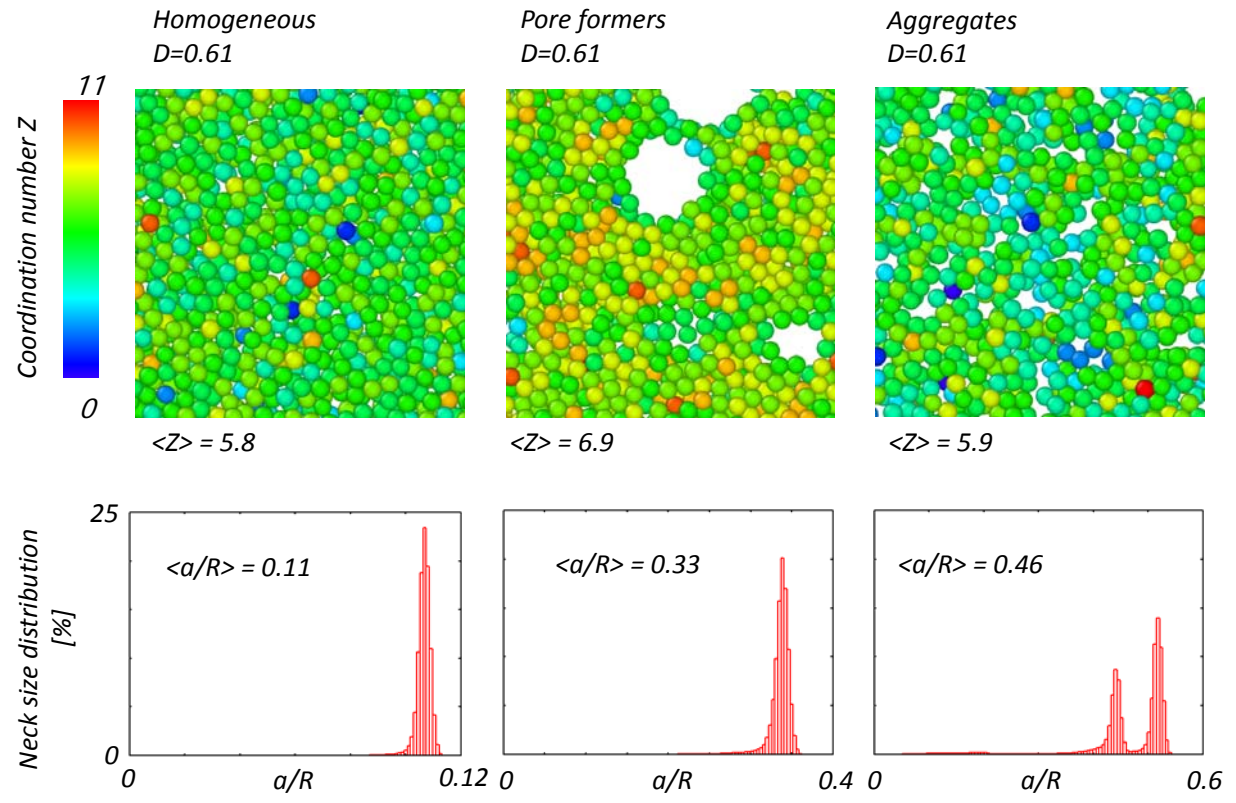 Homogeneous
D=0.61
Pore formers
D=0.61
Aggregates
D=0.61
11
Coordination number Z
0
<Z> = 5.8
<Z> = 6.9
<Z> = 5.9
Neck size distribution
[%]
25
0
<a/R> = 0.11
0
a/R
0.12
<a/R> = 0.33
0
a/R
0.4
<a/R> = 0.46
0
a/R
0.6